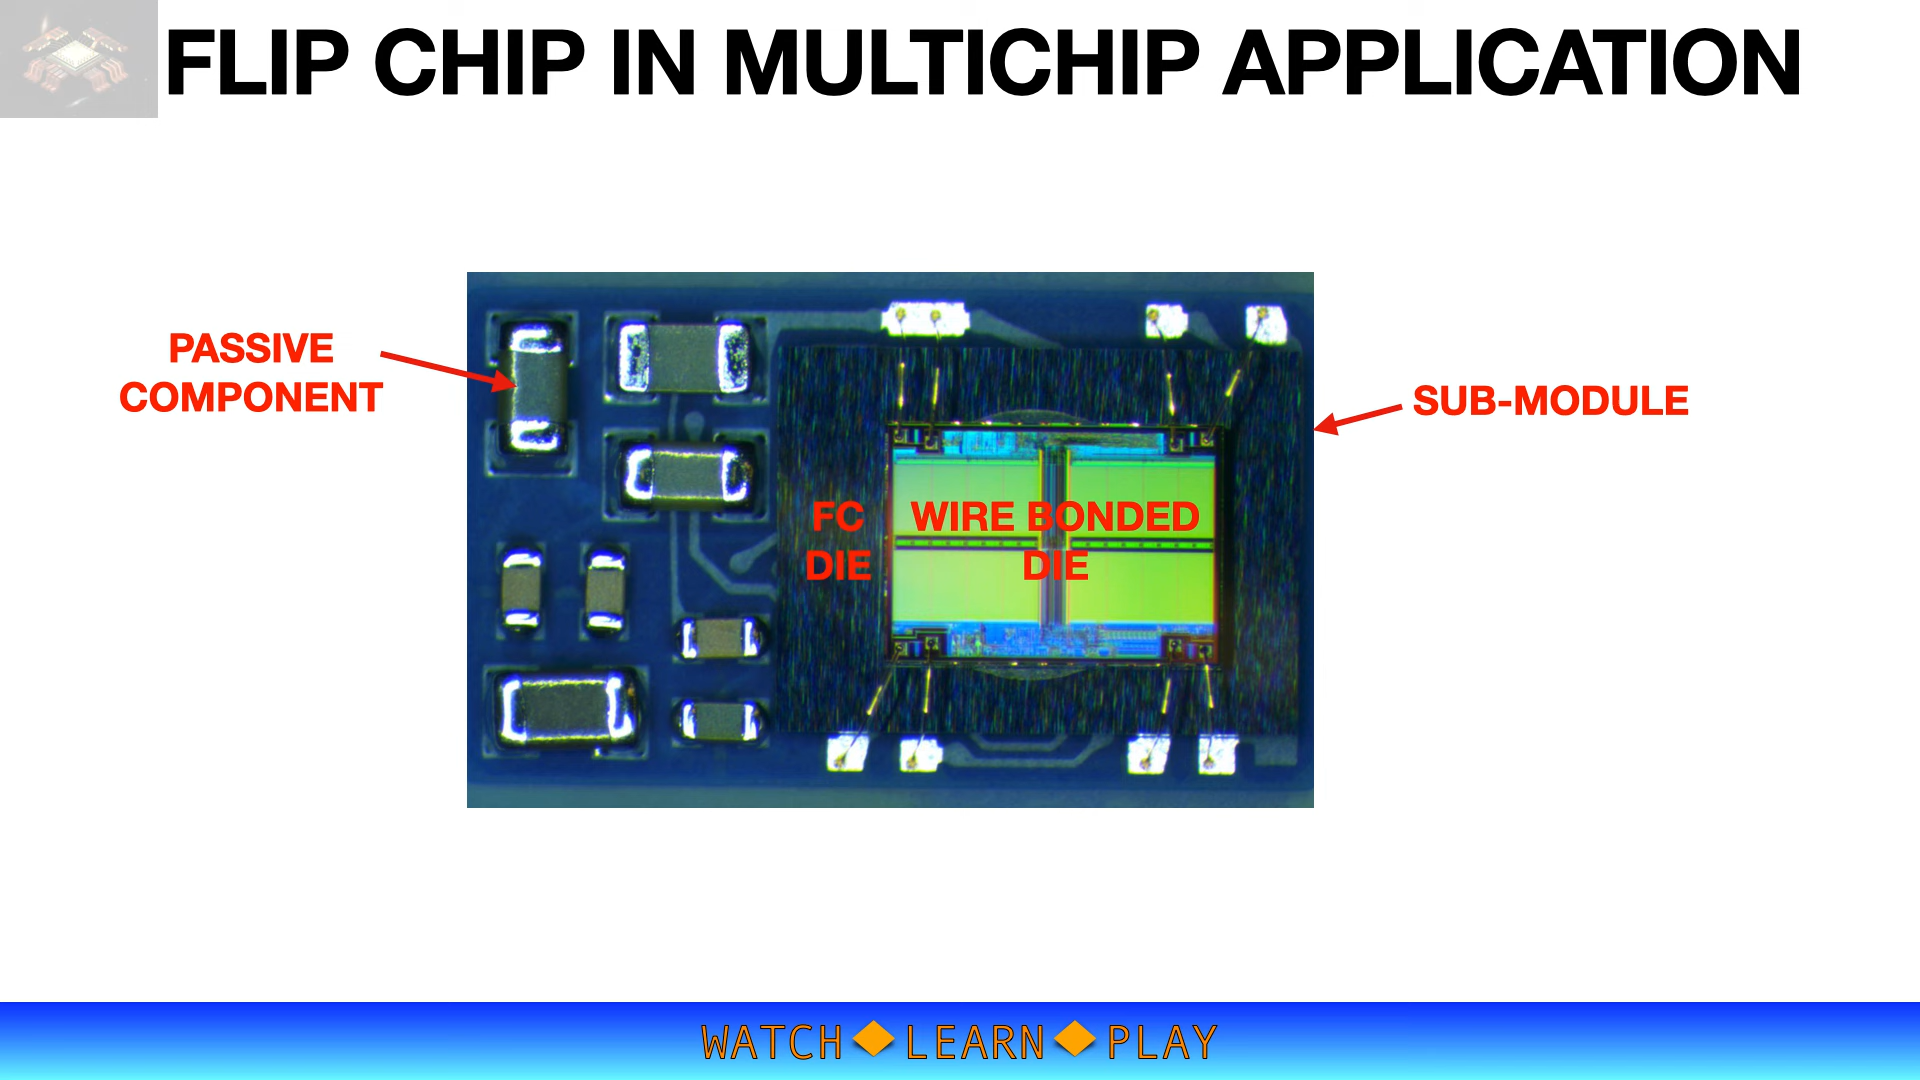 FLIP CHIP IN MULTICHIP APPLICATION
PASSIVE
COMPONENT
SUB-MODULE
FC
DIE
WIRE BONDED
DIE
WATCH LEARN PLAY